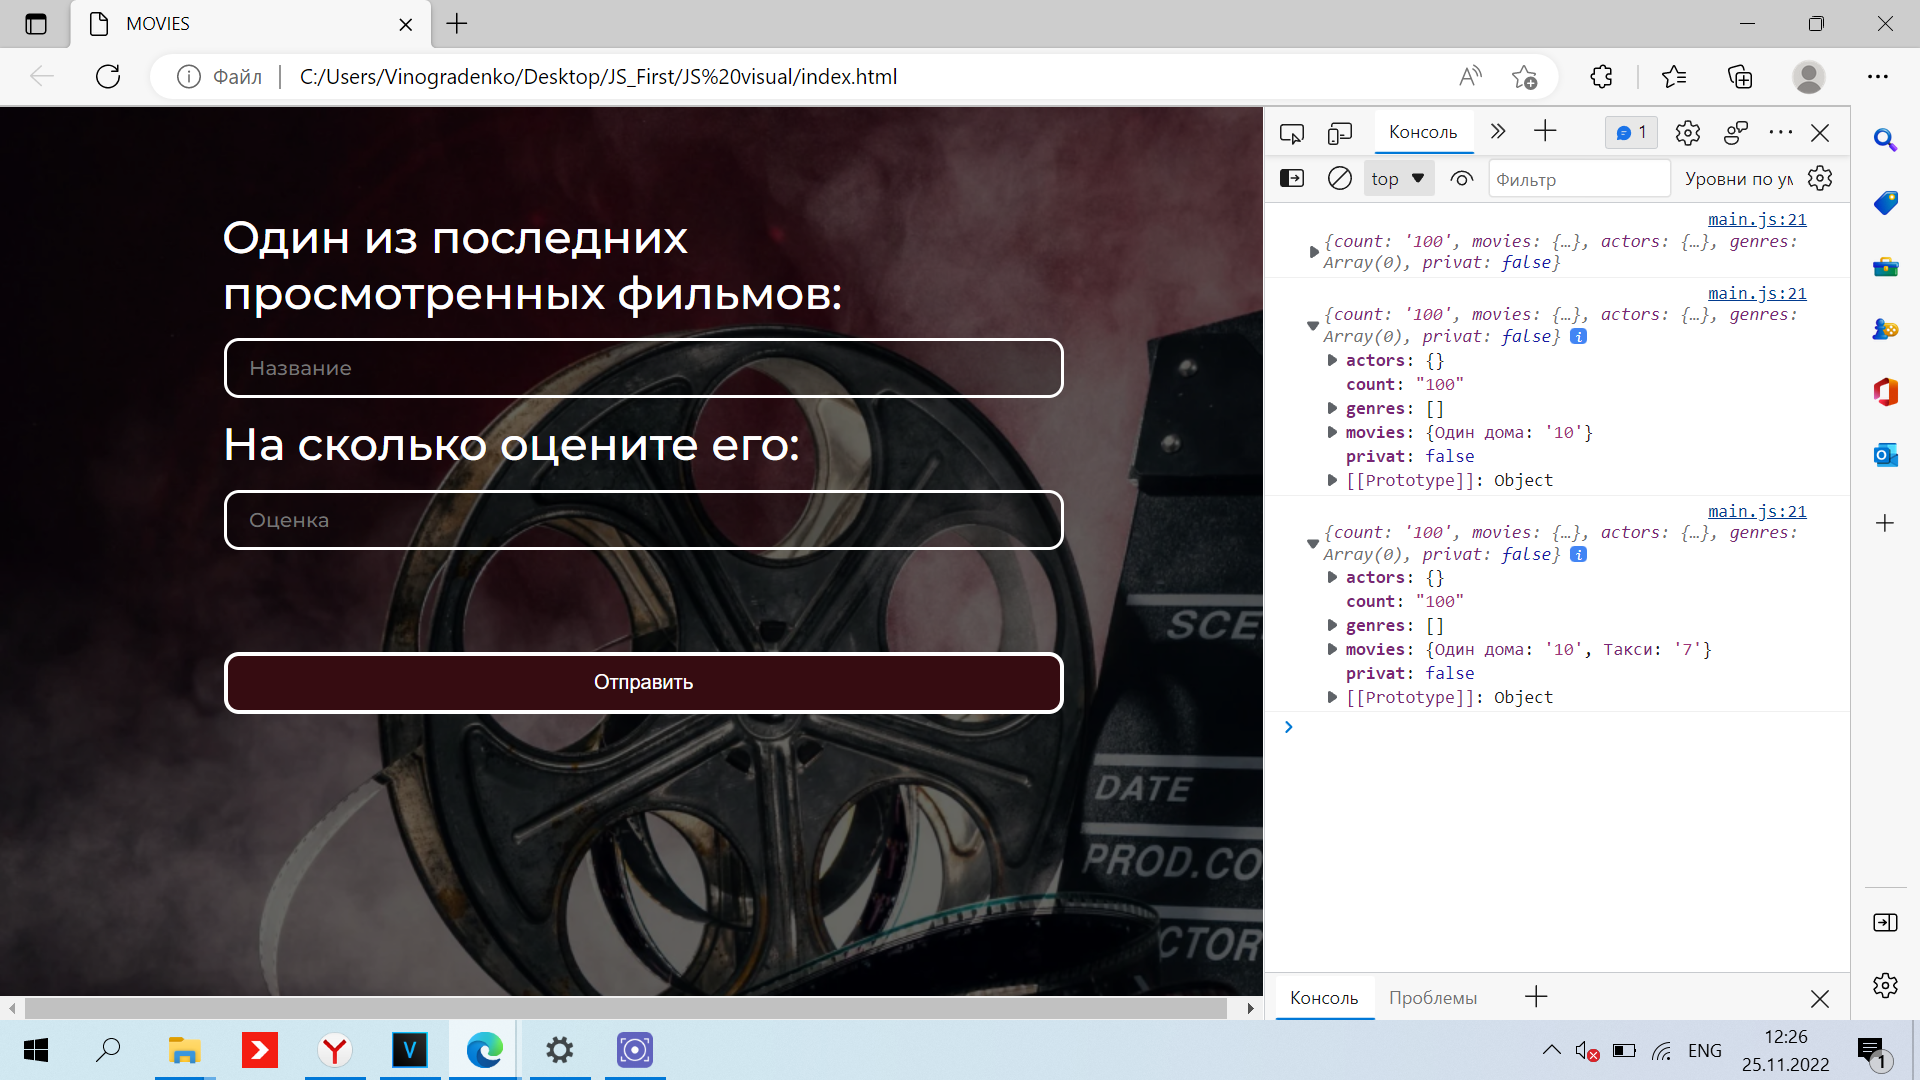 MOVIES
Файл
C:/Users/Vinogradenko/Desktop/JS_First/JS%20visual/index.html
Один из последних
просмотренных фильмов:
Название
На сколько оцените его:
Оценка
Отправить
SCE
DATE
PROD.CO
CTOR
Консоль
1
top
Фильтр
Уровни по ум
main.js:21
{count: '100', movies: {…}, actors: {…}, genres:
Array(0), privat: false}
main.js:21
{count: '100', movies: {…}, actors: {…}, genres:
Array(0), privat: false}
actors: {}
count: "100"
genres: []
movies: {Один дома: '10'}
privat: false
[[Prototype]]: Object
main.js:21
{count: '100', movies: {…}, actors: {…}, genres:
Array(0), privat: false}
actors: {}
count: "100"
genres: []
movies: {Один дома: '10', Такси: '7'}
privat: false
[[Prototype]]: Object
Консоль
Проблемы
ENG
12:26
25.11.2022
1